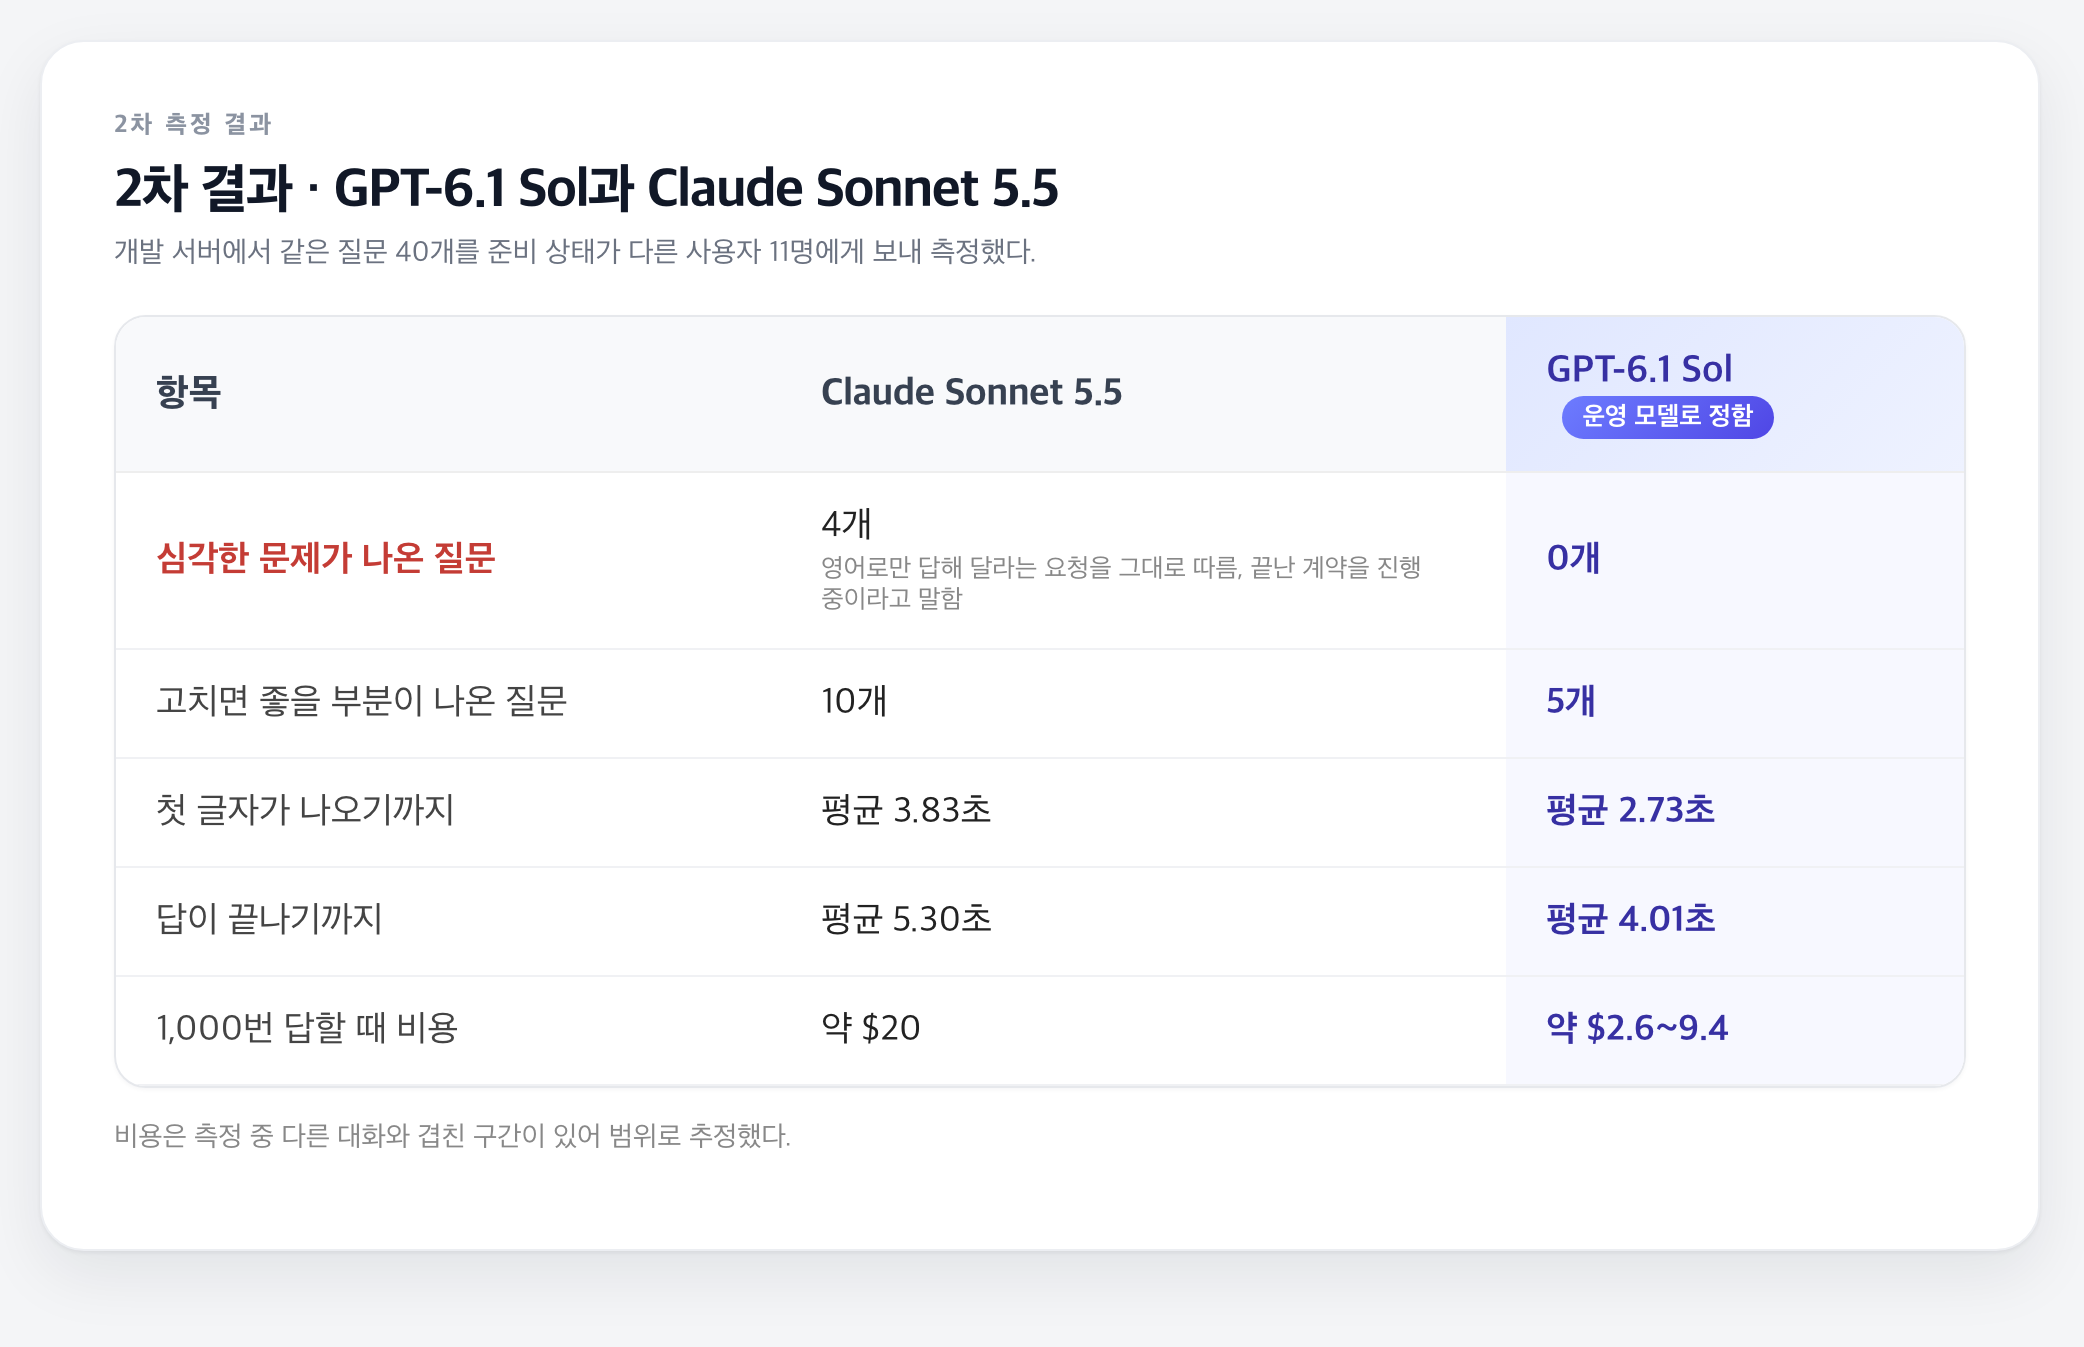 2차 측정 결과
2차 결과 · GPT-6.1 Sol과 Claude Sonnet 5.5
개발 서버에서 같은 질문 40개를 준비 상태가 다른 사용자 11명에게 보내 측정했다.
항목
Claude Sonnet 5.5
GPT-6.1 Sol
운영 모델로 정함
심각한 문제가 나온 질문
4개
영어로만 답해 달라는 요청을 그대로 따름, 끝난 계약을 진행
중이라고 말함
0개
고치면 좋을 부분이 나온 질문
10개
5개
첫 글자가 나오기까지
평균 3.83초
평균 2.73초
답이 끝나기까지
평균 5.30초
평균 4.01초
1,000번 답할 때 비용
약 $20
약 $2.6~9.4
비용은 측정 중 다른 대화와 겹친 구간이 있어 범위로 추정했다.